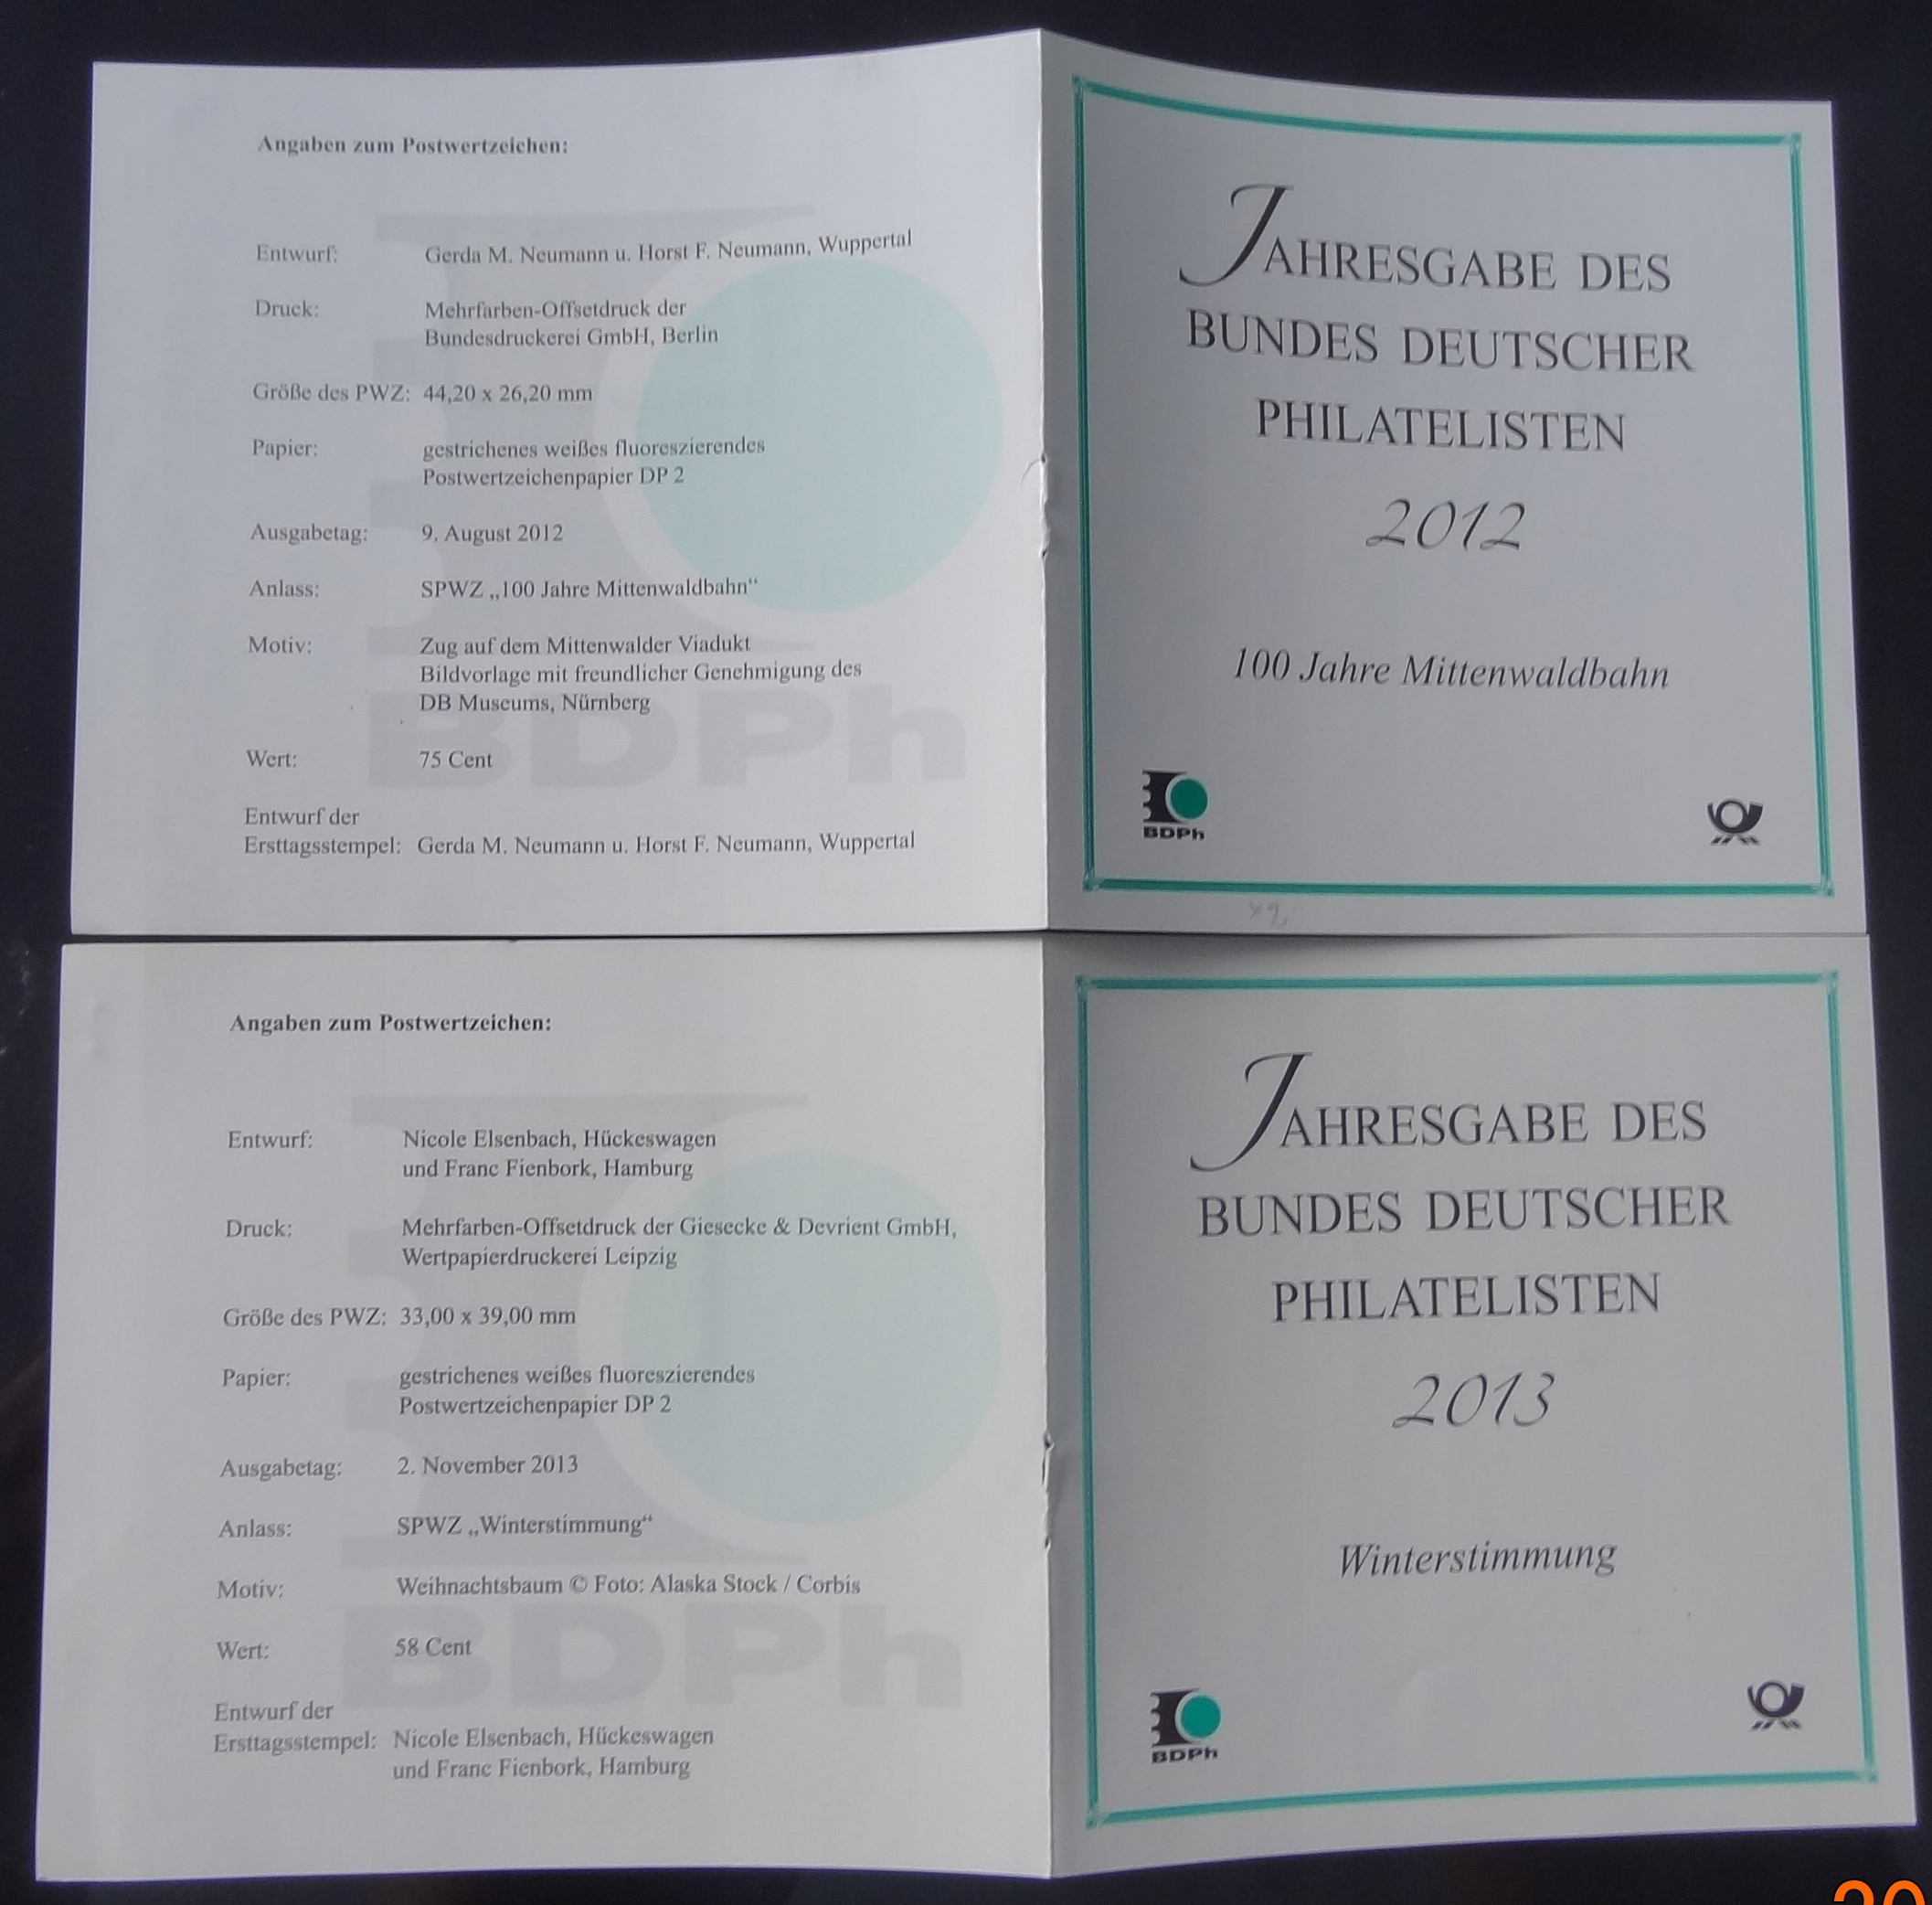 Angaben zum Postwertzeichen:
Entwurf: Gerda M. Neumann u. Horst F. Neumann, Wuppertal
Druck: Mehrfarben-Offsetdruck der
Bundesdruckerei GmbH, Berlin
Größe des PWZ: 44,20 x 26,20 mm
Papier: gestrichenes weißes fluoreszierendes
Postwertzeichenpapier DP 2
Ausgabetag: 9. August 2012
Anlass: SPWZ „100 Jahre Mittenwaldbahn“
Motiv: Zug auf dem Mittenwalder Viadukt
Bildvorlage mit freundlicher Genehmigung des
DB Museums, Nürnberg
Wert: 75 Cent
Entwurf der
Ersttagsstempel: Gerda M. Neumann u. Horst F. Neumann, Wuppertal
BDPh
JAHRESGABE DES
BUNDES DEUTSCHER
PHILATELISTEN
2012
100 Jahre Mittenwaldbahn
BDPh
Angaben zum Postwertzeichen:
Entwurf: Nicole Elsenbach, Hückeswagen
und Franc Fienbork, Hamburg
Druck: Mehrfarben-Offsetdruck der Giesecke & Devrient GmbH,
Wertpapierdruckerei Leipzig
Größe des PWZ: 33,00 x 39,00 mm
Papier: gestrichenes weißes fluoreszierendes
Postwertzeichenpapier DP 2
Ausgabetag: 2. November 2013
Anlass: SPWZ „Winterstimmung“
Motiv: Weihnachtsbaum © Foto: Alaska Stock / Corbis
Wert: 58 Cent
Entwurf der
Ersttagsstempel: Nicole Elsenbach, Hückeswagen
und Franc Fienbork, Hamburg
BDPh
JAHRESGABE DES
BUNDES DEUTSCHER
PHILATELISTEN
2013
Winterstimmung
BDPh